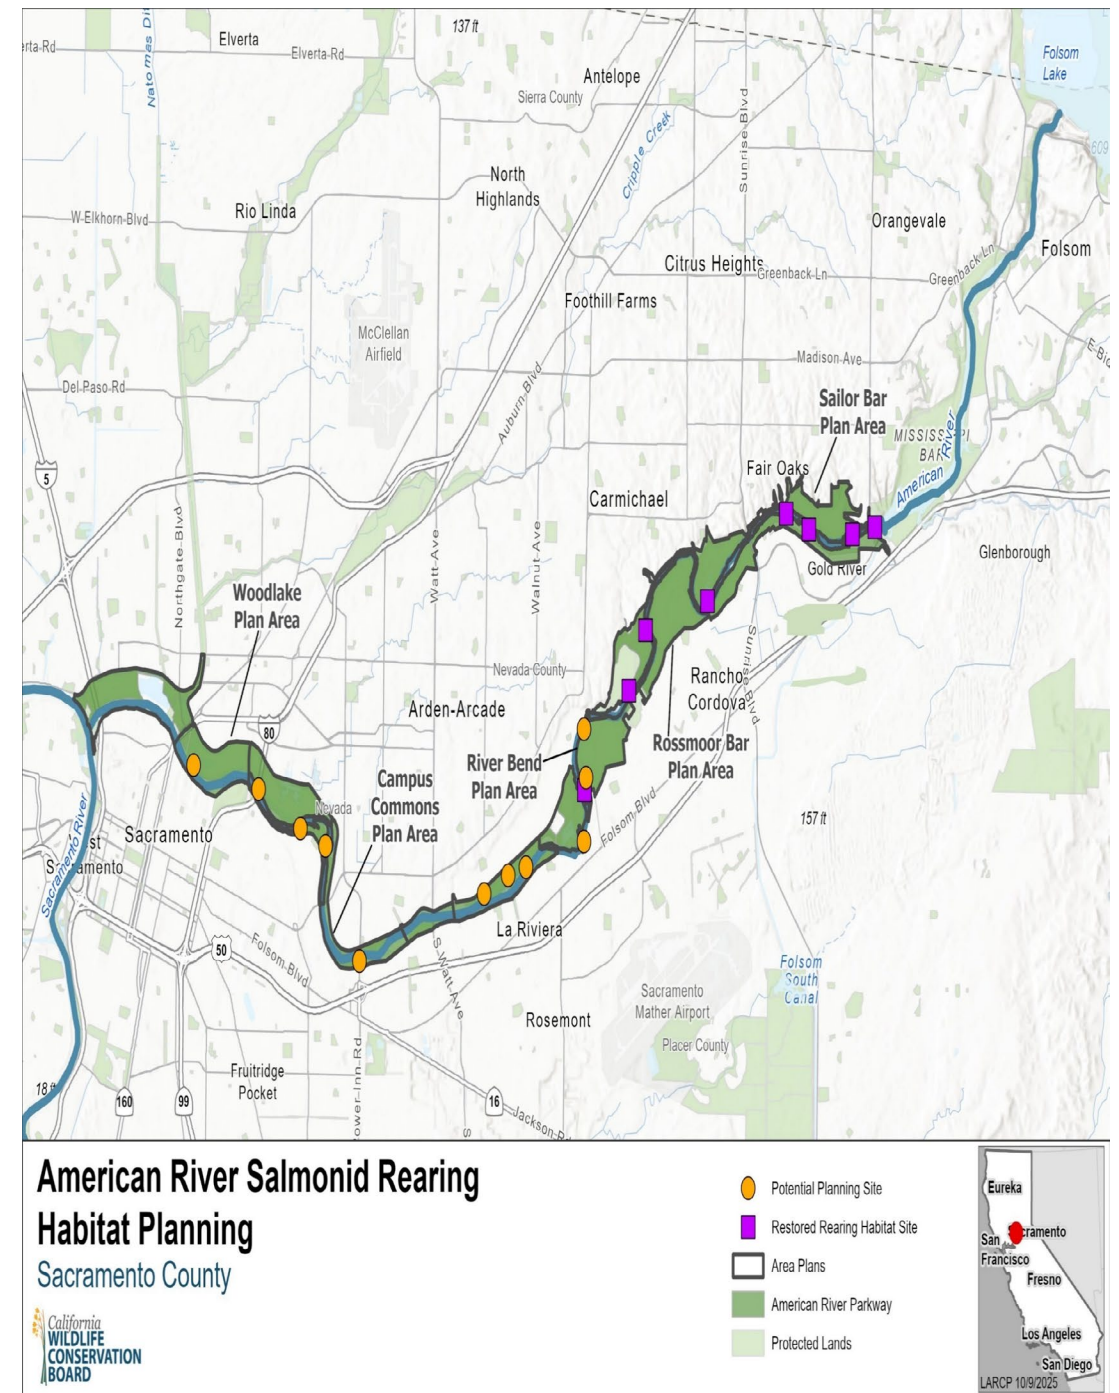 137 ft
Elverta
erta-Rd
Elverta Rd
Natomas Di
Antelope
Sierra County
Folsom
Lake
609
Cripple Creek
Sunrise Blvd
North
Highlands
W Elkhorn-Blvd
Rio Linda
Orangevale
Citrus Heights
Greenback Ln
Greenback Ln
Folsom
Foothill Farms
McClellan
Airfield
Madison Ave
E-Bid
Del Paso Rd
Auburn-Blvd
Sailor Bar
Plan Area
MISSISSIPPI
BAR
American River
Fair Oaks
Carmichael
5
Northgate-Blvd
Watt-Ave
Walnut Ave
Glenborough
Gold River
Woodlake
Plan Area
Sunrise Blvd
Nevada County
Rancho
Cordova
Arden-Arcade
80
River Bend
Plan Area
Rossmoor Bar
Plan Area
Campus
Commons
Plan Area
Nevada
Folsom Blvd
157 ft
Sacramento
Sacramento River
st
Sacramento
La Riviera
50
Folsom-Blvd
S-Watt-Ave
Folsom
South
Canal
Sacramento
Mather Airport
Rosemont
Placer County
Fruitridge
Pocket
18 ft
160
99
ower-Inn-Rd
16
Jackson-Rd
S
American River Salmonid Rearing
Habitat Planning
Sacramento County
California
WILDLIFE
CONSERVATION
BOARD
Potential Planning Site
Restored Rearing Habitat Site
Area Plans
American River Parkway
Protected Lands
Eureka
Sacramento
San
Francisco
Fresno
Los Angeles
San Diego
LARCP 10/9/2025